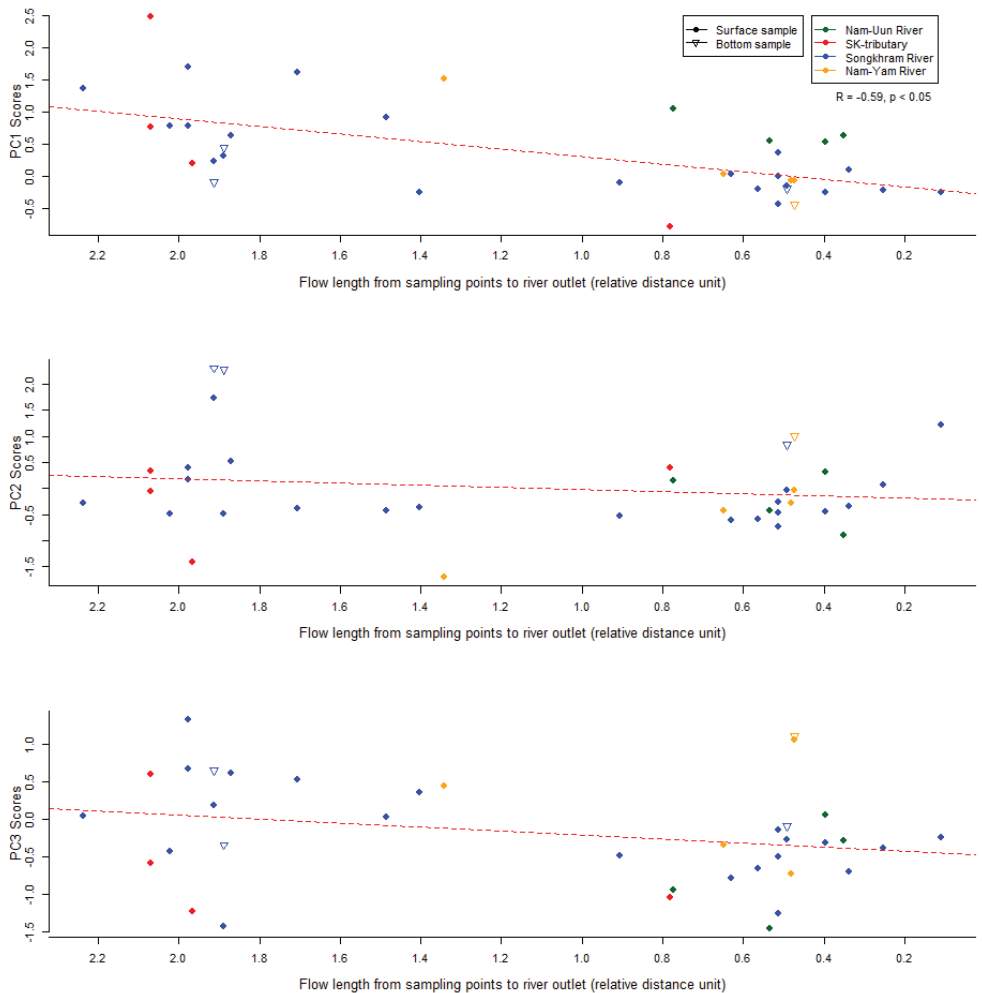 PC1 Scores
2.5
2.0
1.5
1.0
0.5
0.0
-0.5
Surface sample
Bottom sample
Nam-Uun River
SK-tributary
Songkhram River
Nam-Yam River
R = -0.59, p < 0.05
2.2 2.0 1.8 1.6 1.4 1.2 1.0 0.8 0.6 0.4 0.2
Flow length from sampling points to river outlet (relative distance unit)
PC2 Scores
2.0
1.5
1.0
0.5
-0.5
-1.5
2.2 2.0 1.8 1.6 1.4 1.2 1.0 0.8 0.6 0.4 0.2
Flow length from sampling points to river outlet (relative distance unit)
PC3 Scores
1.0
0.5
0.0
-0.5
-1.5
2.2 2.0 1.8 1.6 1.4 1.2 1.0 0.8 0.6 0.4 0.2
Flow length from sampling points to river outlet (relative distance unit)